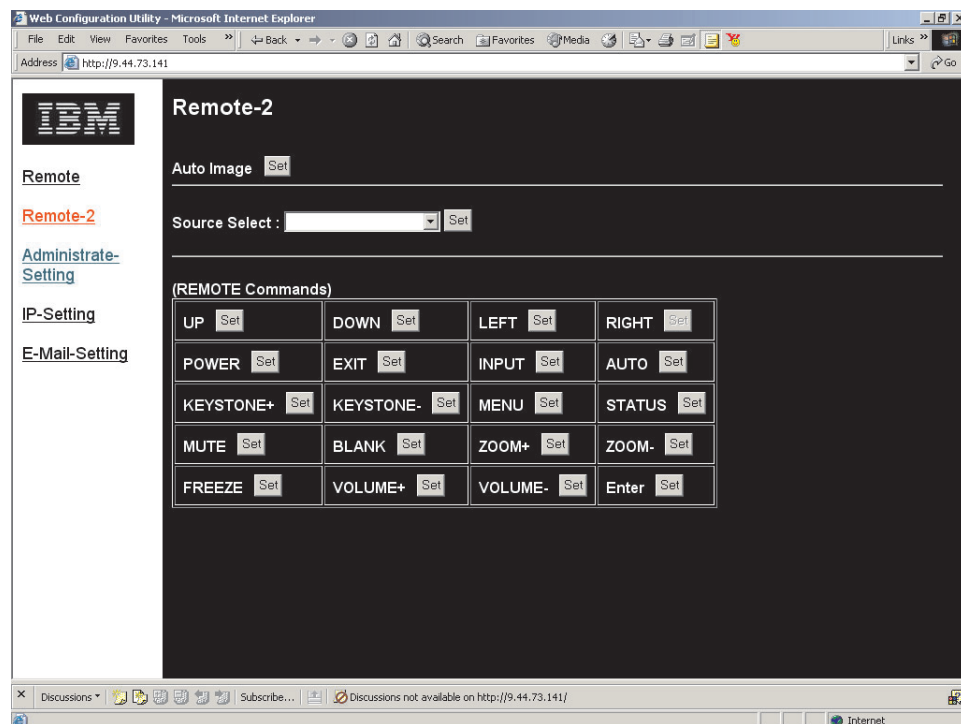 Web Configuration Utility - Microsoft Internet Explorer
File Edit View Favorites Tools » Back Search Favorites Media Links »
Address http://9.44.73.141 Go
IBM
Remote-2
Auto Image Set
Remote
Remote-2
Source Select : Set
Administrate-
Setting
(REMOTE Commands)
IP-Setting
UP Set DOWN Set LEFT Set RIGHT Set
E-Mail-Setting
POWER Set EXIT Set INPUT Set AUTO Set
KEYSTONE+ Set KEYSTONE- Set MENU Set STATUS Set
MUTE Set BLANK Set ZOOM+ Set ZOOM- Set
FREEZE Set VOLUME+ Set VOLUME- Set Enter Set
Discussions Subscribe... Discussions not available on http://9.44.73.141/
Internet